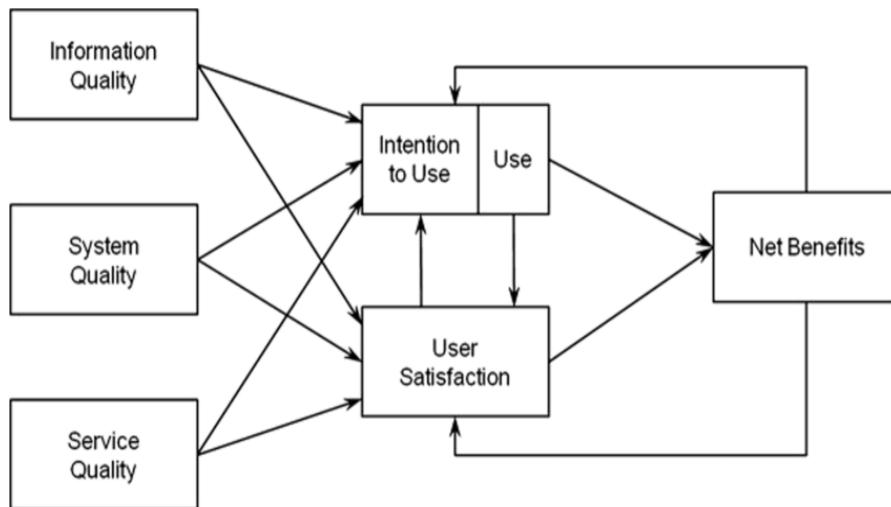 Information
Quality
Intention
to Use
Use
System
Quality
Net Benefits
User
Satisfaction
Service
Quality